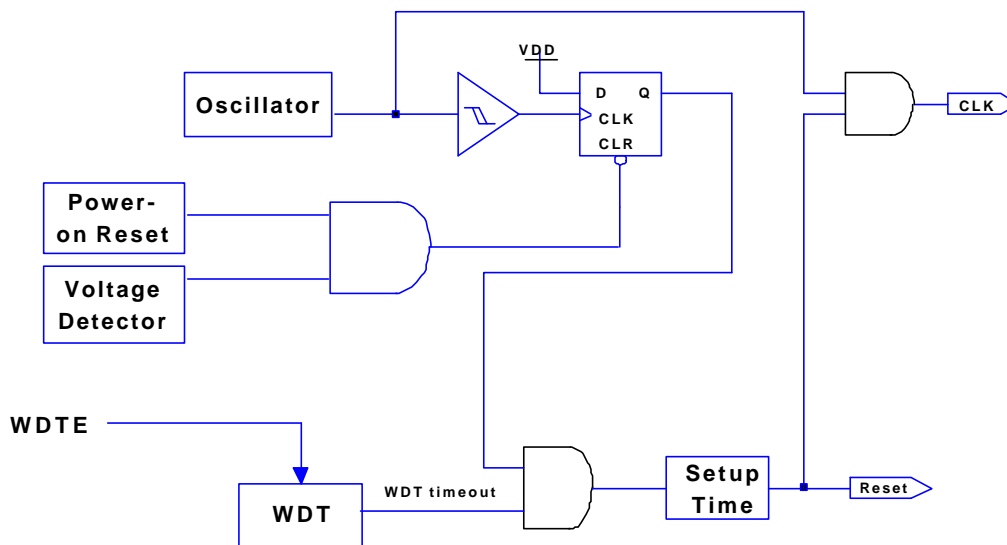 VDD
Oscillator
D Q
CLK
CLR
CLK
Power-
on Reset
Voltage
Detector
WDTE
WDT timeout
WDT
Setup
Time
Reset